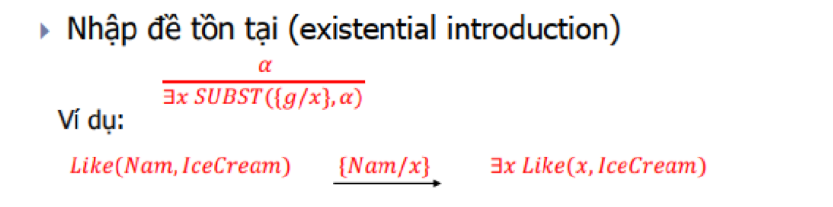 Nhập đề tồn tại (existential introduction)
α
∃x SUBST({g/x}, α)
Ví dụ:
Like(Nam, IceCream) {Nam/x} ∃x Like(x, IceCream)